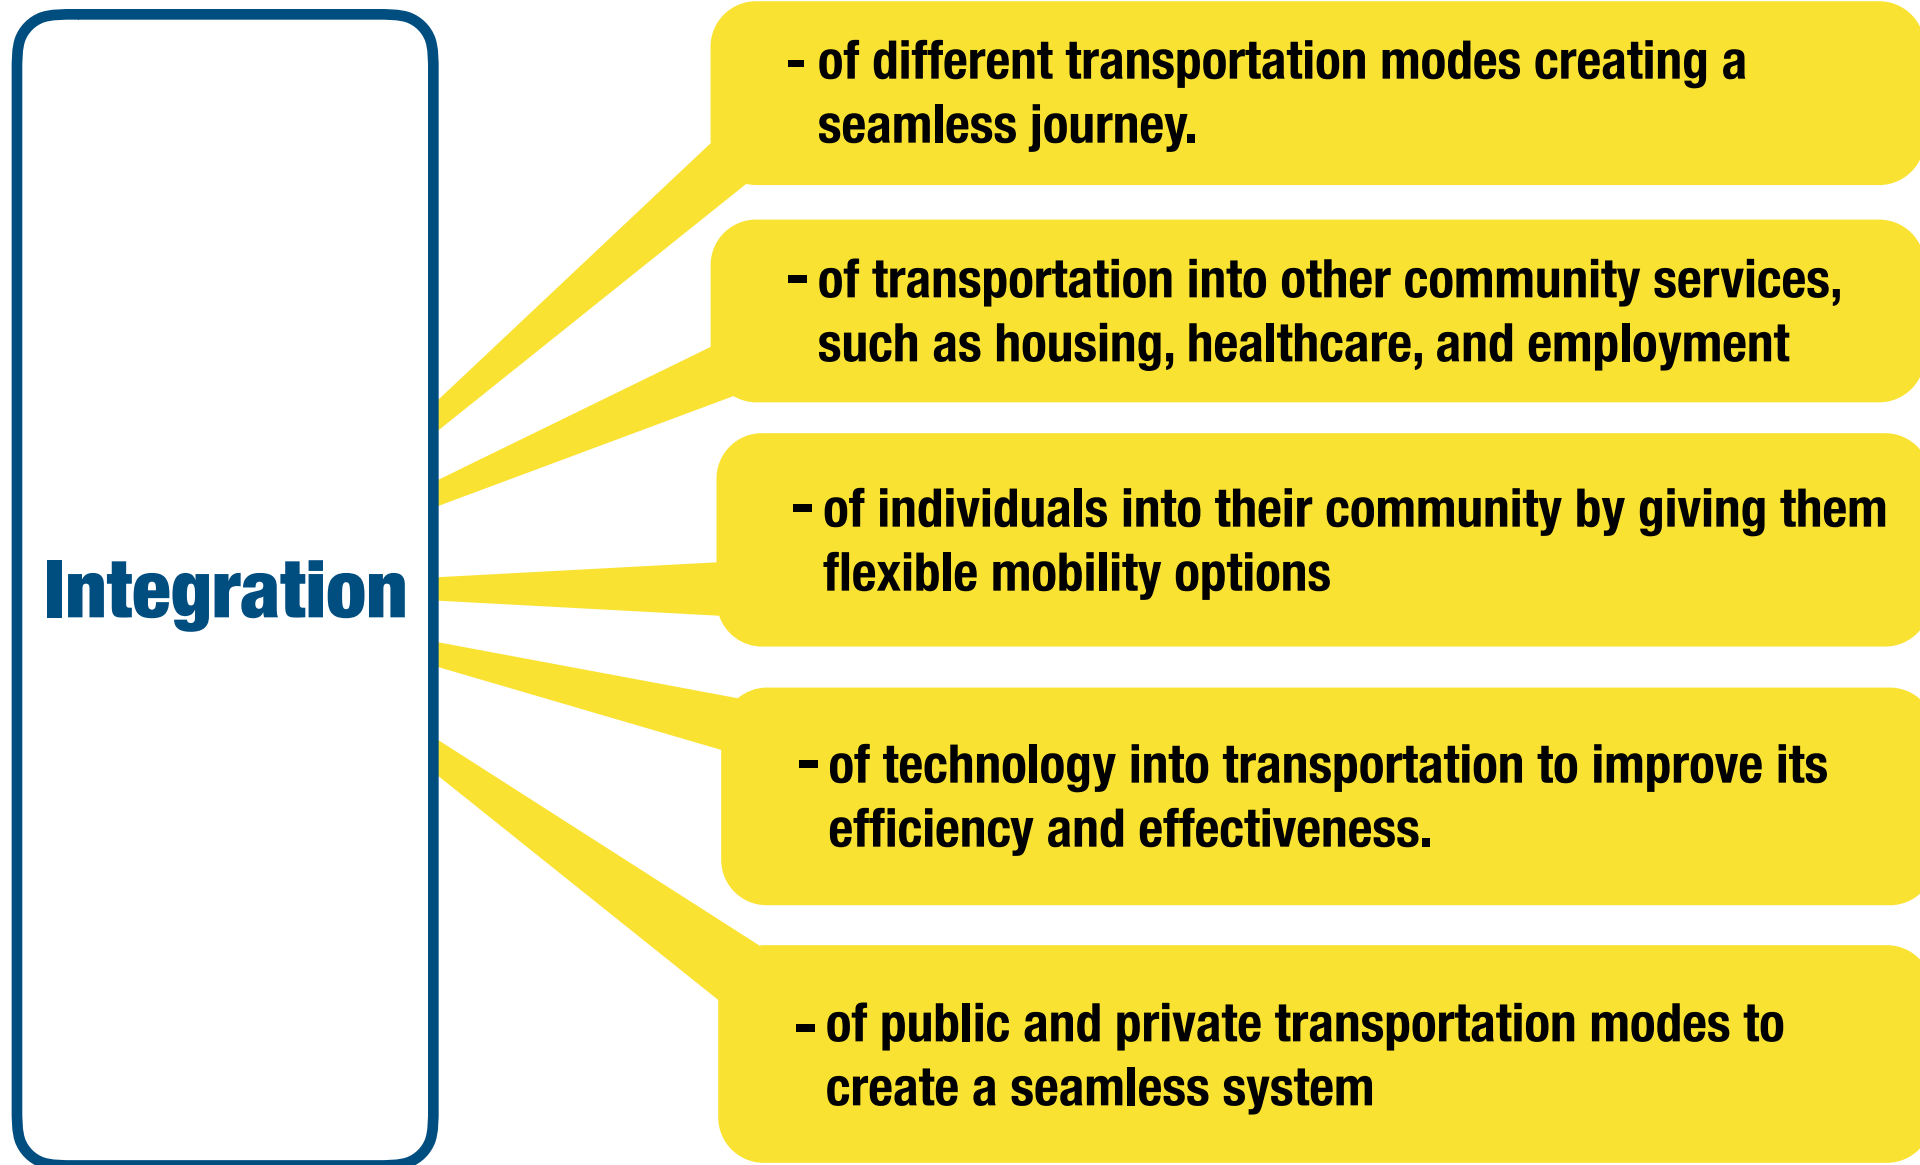 Integration
- of different transportation modes creating a
seamless journey.
- of transportation into other community services,
such as housing, healthcare, and employment
- of individuals into their community by giving them
flexible mobility options
- of technology into transportation to improve its
efficiency and effectiveness.
- of public and private transportation modes to
create a seamless system